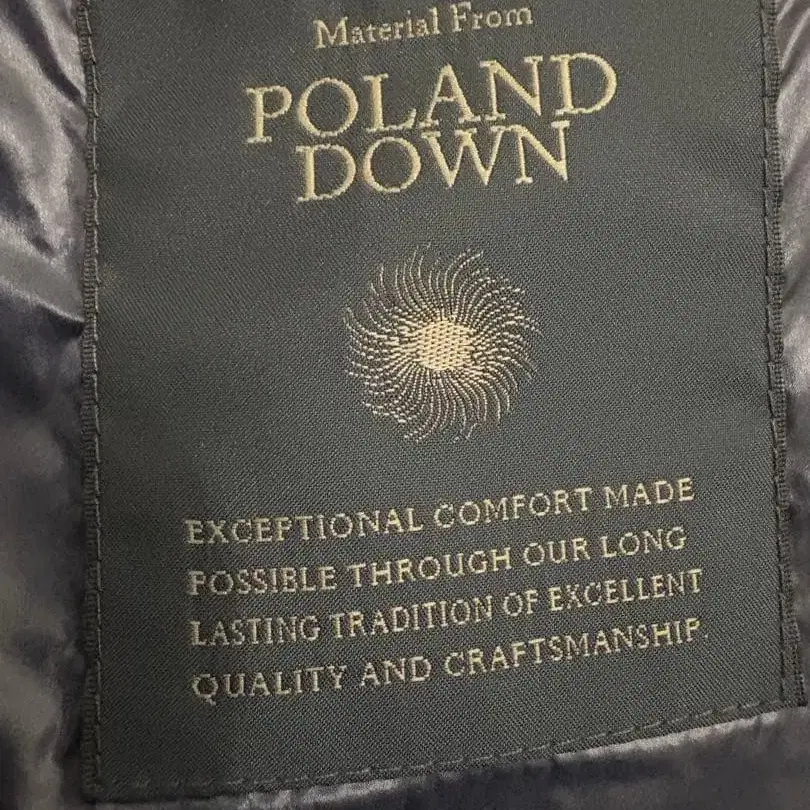 Material From
POLAND
DOWN
EXCEPTIONAL COMFORT MADE
POSSIBLE THROUGH OUR LONG
LASTING TRADITION OF EXCELLENT
QUALITY AND CRAFTSMANSHIP.